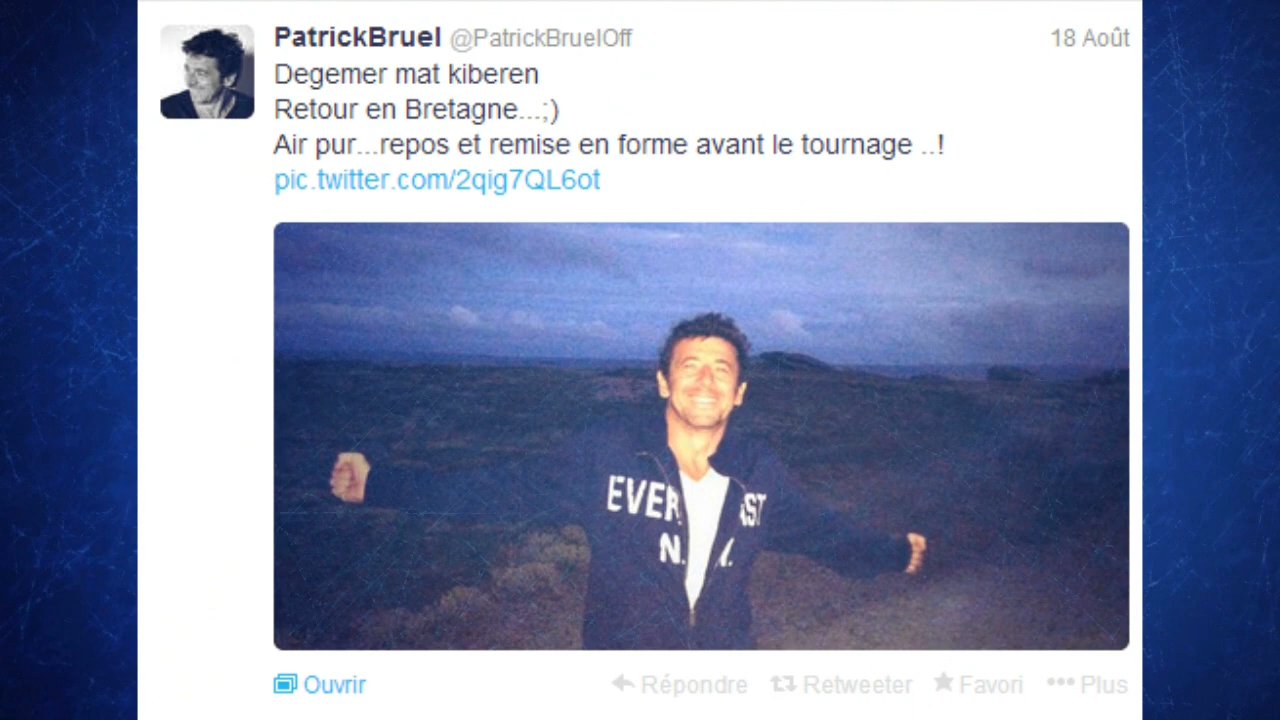 PatrickBruel @PatrickBruelOff 18 Août
Degemer mat kiberen
Retour en Bretagne...;)
Air pur...repos et remise en forme avant le tournage ..!
pic.twitter.com/2qig7QL6ot
EVER ST
N.
Ouvrir Répondre Retweeter Favori Plus